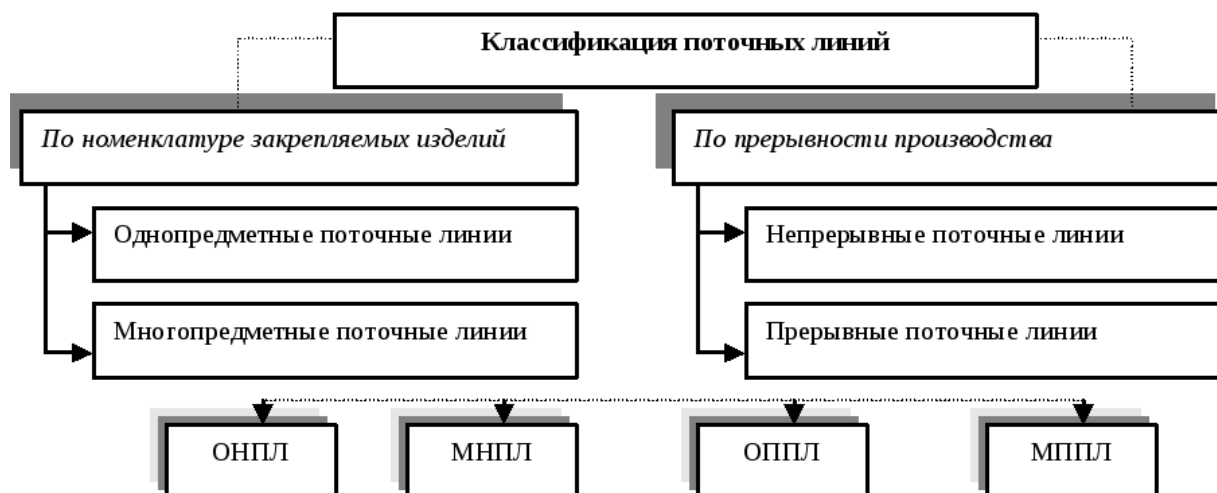 Классификация поточных линий
По номенклатуре закрепляемых изделий
По прерывности производства
Однопредметные поточные линии
Непрерывные поточные линии
Многопредметные поточные линии
Прерывные поточные линии
ОНПЛ
МНПЛ
ОППЛ
МППЛ